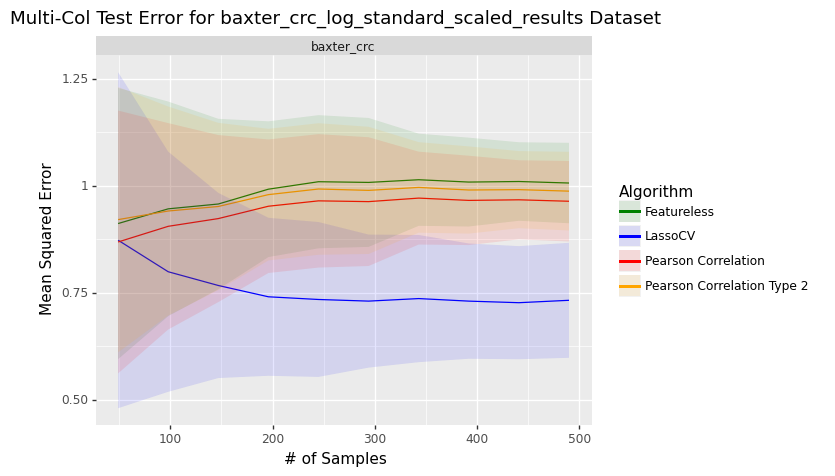 Multi-Col Test Error for baxter_crc_log_standard_scaled_results Dataset
baxter_crc
1.25
1
0.75
0.50
Mean Squared Error
100
200
300
400
500
# of Samples
Algorithm
Featureless
LassoCV
Pearson Correlation
Pearson Correlation Type 2